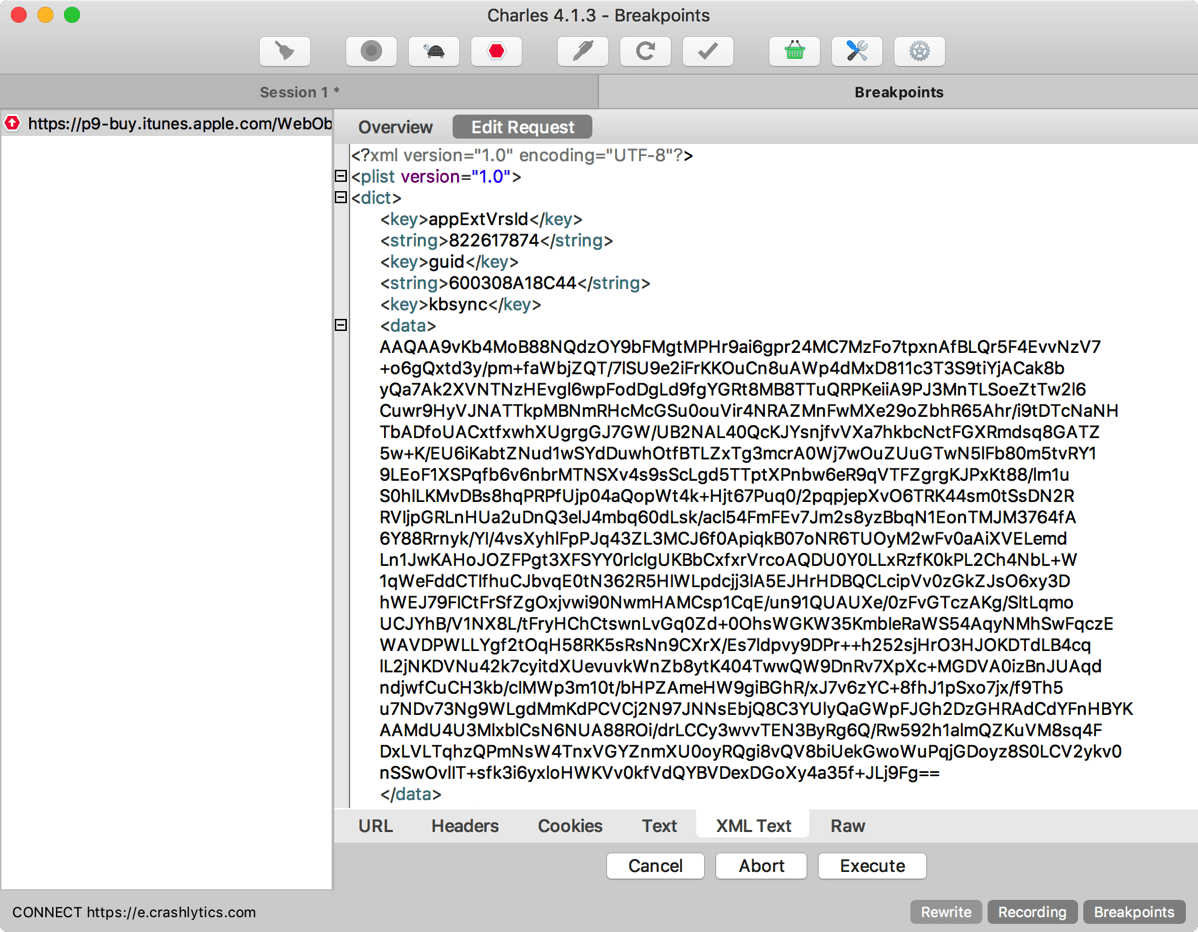 Charles 4.1.3 - Breakpoints
Session 1 *
Breakpoints
https://p9-buy.itunes.apple.com/WebOb
Overview
Edit Request
<?xml version="1.0" encoding="UTF-8"?>
<plist version="1.0">
<dict>
<key>appExtVrsId</key>
<string>822617874</string>
<key>guid</key>
<string>600308A18C44</string>
<key>kbsync</key>
<data>
AAQAA9vKb4MoB88NQdzOY9bFMgtMPHr9ai6gpr24MC7MzFo7tpxnAfBLQr5F4EvvNzV7
+o6gQxtd3y/pm+faWbjZQT/7lSU9e2iFrKKOuCn8uAWp4dMxD811c3T3S9tiYjACak8b
yQa7Ak2XVNTNzHEvgl6wpFodDgLd9fgYGRt8MB8TTuQRPKeiiA9PJ3MnTLSoeZtTw2l6
Cuwr9HyVJNATTkpMBNmRHcMcGSu0ouVir4NRAZMnFwMXe29oZbhR65Ahr/i9tDTcNaNH
TbADfoUACxtfxwhXUgrgGJ7GW/UB2NAL40QcKJYsnjfvVXa7hkbcNctFGXRmdsq8GATZ
5w+K/EU6iKabtZNud1wSYdDuwhOtfBTLZxTg3mcrA0Wj7wOuZUuGTwN5lFb80m5tvRY1
9LEoF1XSPqfb6v6nbrMTNSXv4s9sScLgd5TTptXPnbw6eR9qVTFZgrgKJPxKt88/lm1u
S0hlLKMvDBs8hqPRPfUjp04aQopWt4k+Hjt67Puq0/2pqpjepXvO6TRK44sm0tSsDN2R
RVIjpGRLnHUa2uDnQ3elJ4mbq60dLsk/acI54FmFEv7Jm2s8yzBbqN1EonTMJM3764fA
6Y88Rrnyk/Yl/4vsXyhlFpPJq43ZL3MCJ6f0ApiqkB07oNR6TUOyM2wFv0aAiXVELemd
Ln1JwKAHoJOZFPgt3XFSYY0rlclgUKBbCxfxrVrcoAQDU0Y0LLxRzfK0kPL2Ch4NbL+W
1qWeFddCTlfhuCJbvqE0tN362R5HlWLpdcjj3lA5EJHrHDBQCLcipVv0zGkZJsO6xy3D
hWEJ79FlCtFrSfZgOxjvwi90NwmHAMCsp1CqE/un91QUAUXe/0zFvGTczAKg/SltLqmo
UCJYhB/V1NX8L/tFryHChCtswnLvGq0Zd+0OhsWGKW35KmbleRaWS54AqyNMhSwFqczE
WAVDPWLLYgf2tOqH58RK5sRsNn9CXrX/Es7ldpvy9DPr++h252sjHrO3HJOKDTdLB4cq
lL2jNKDVNu42k7cyitdXUevuvkWnZb8ytK404TwwQW9DnRv7XpXc+MGDVA0izBnJUAqd
ndjwfCuCH3kb/clMWp3m10t/bHPZAmeHW9giBGhR/xJ7v6zYC+8fhJ1pSxo7jx/f9Th5
u7NDv73Ng9WLgdMmKdPCVCj2N97JNNsEbjQ8C3YUlyQaGWpFJGh2DzGHRAdCdYFnHBYK
AAMdU4U3MlxblCsN6NUA88ROi/drLCCy3wvvTEN3ByRg6Q/Rw592h1almQZKuVM8sq4F
DxLVLTqhzQPmNsW4TnxVGYZnmXU0oyRQgi8vQV8biUekGwoWuPqjGDoyz8S0LCV2ykv0
nSSwOvllT+sfk3i6yxloHWKVv0kfVdQYBVDexDGoXy4a35f+JLj9Fg==
</data>
URL
Headers
Cookies
Text
XML Text
Raw
Cancel
Abort
Execute
CONNECT https://e.crashlytics.com
Rewrite
Recording
Breakpoints